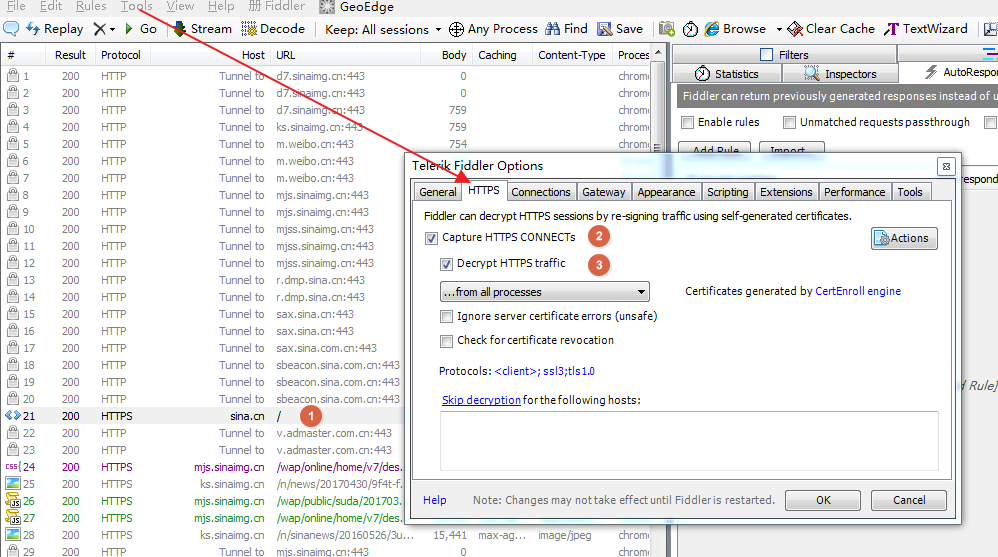 File Edit Rules Tools View Help Fiddler GeoEdge
Replay Go Stream Decode Keep: All sessions Any Process Find Save Browse Clear Cache TextWizard
# Result Protocol Host URL Body Caching Content-Type Proces
1 200 HTTP Tunnel to d7.sinaimg.cn:443 0 chrome
2 200 HTTP Tunnel to d7.sinaimg.cn:443 0 chrome
3 200 HTTP Tunnel to d7.sinaimg.cn:443 759 chrome
4 200 HTTP Tunnel to ks.sinaimg.cn:443 759 chrome
5 200 HTTP Tunnel to m.weibo.cn:443 754 chrome
6 200 HTTP Tunnel to m.weibo.cn:443
7 200 HTTP Tunnel to m.weibo.cn:443
8 200 HTTP Tunnel to mjs.sinaimg.cn:443
9 200 HTTP Tunnel to mjs.sinaimg.cn:443
10 200 HTTP Tunnel to mjss.sinaimg.cn:443
11 200 HTTP Tunnel to mjs.sinaimg.cn:443
12 200 HTTP Tunnel to mjss.sinaimg.cn:443
13 200 HTTP Tunnel to r.dmp.sina.cn:443
14 200 HTTP Tunnel to r.dmp.sina.cn:443
15 200 HTTP Tunnel to sax.sina.cn:443
16 200 HTTP Tunnel to sax.sina.cn:443
17 200 HTTP Tunnel to sax.sina.com.cn:443
18 200 HTTP Tunnel to sbeacon.sina.com.cn:443
19 200 HTTP Tunnel to sbeacon.sina.com.cn:443
20 200 HTTP Tunnel to sbeacon.sina.com.cn:443
21 200 HTTPS sina.cn / 1
22 200 HTTP Tunnel to v.admaster.com.cn:443
23 200 HTTP Tunnel to v.admaster.com.cn:443
24 200 HTTPS mjs.sinaimg.cn /wap/online/home/v7/des.
25 200 HTTPS ks.sinaimg.cn /n/news/20170430/9f4t-f.
26 200 HTTPS mjs.sinaimg.cn /wap/public/suda/201703.
27 200 HTTPS mjs.sinaimg.cn /wap/online/home/v7/des.
28 200 HTTPS ks.sinaimg.cn /n/sinanews/20160526/3u... 15,441 max-ag... image/jpeg chrome
Filters
Statistics Inspectors AutoRespon
Fiddler can return previously generated responses instead of u
Enable rules Unmatched requests passthrough
Add Rule Import...
respond
d Rule]
Telerik Fiddler Options
General HTTPS Connections Gateway Appearance Scripting Extensions Performance Tools
Fiddler can decrypt HTTPS sessions by re-signing traffic using self-generated certificates.
Capture HTTPS CONNECTs 2 Actions
Decrypt HTTPS traffic 3
...from all processes Certificates generated by CertEnroll engine
Ignore server certificate errors (unsafe)
Check for certificate revocation
Protocols: <client>; ssl3;tls1.0
Skip decryption for the following hosts:
Help Note: Changes may not take effect until Fiddler is restarted. OK Cancel